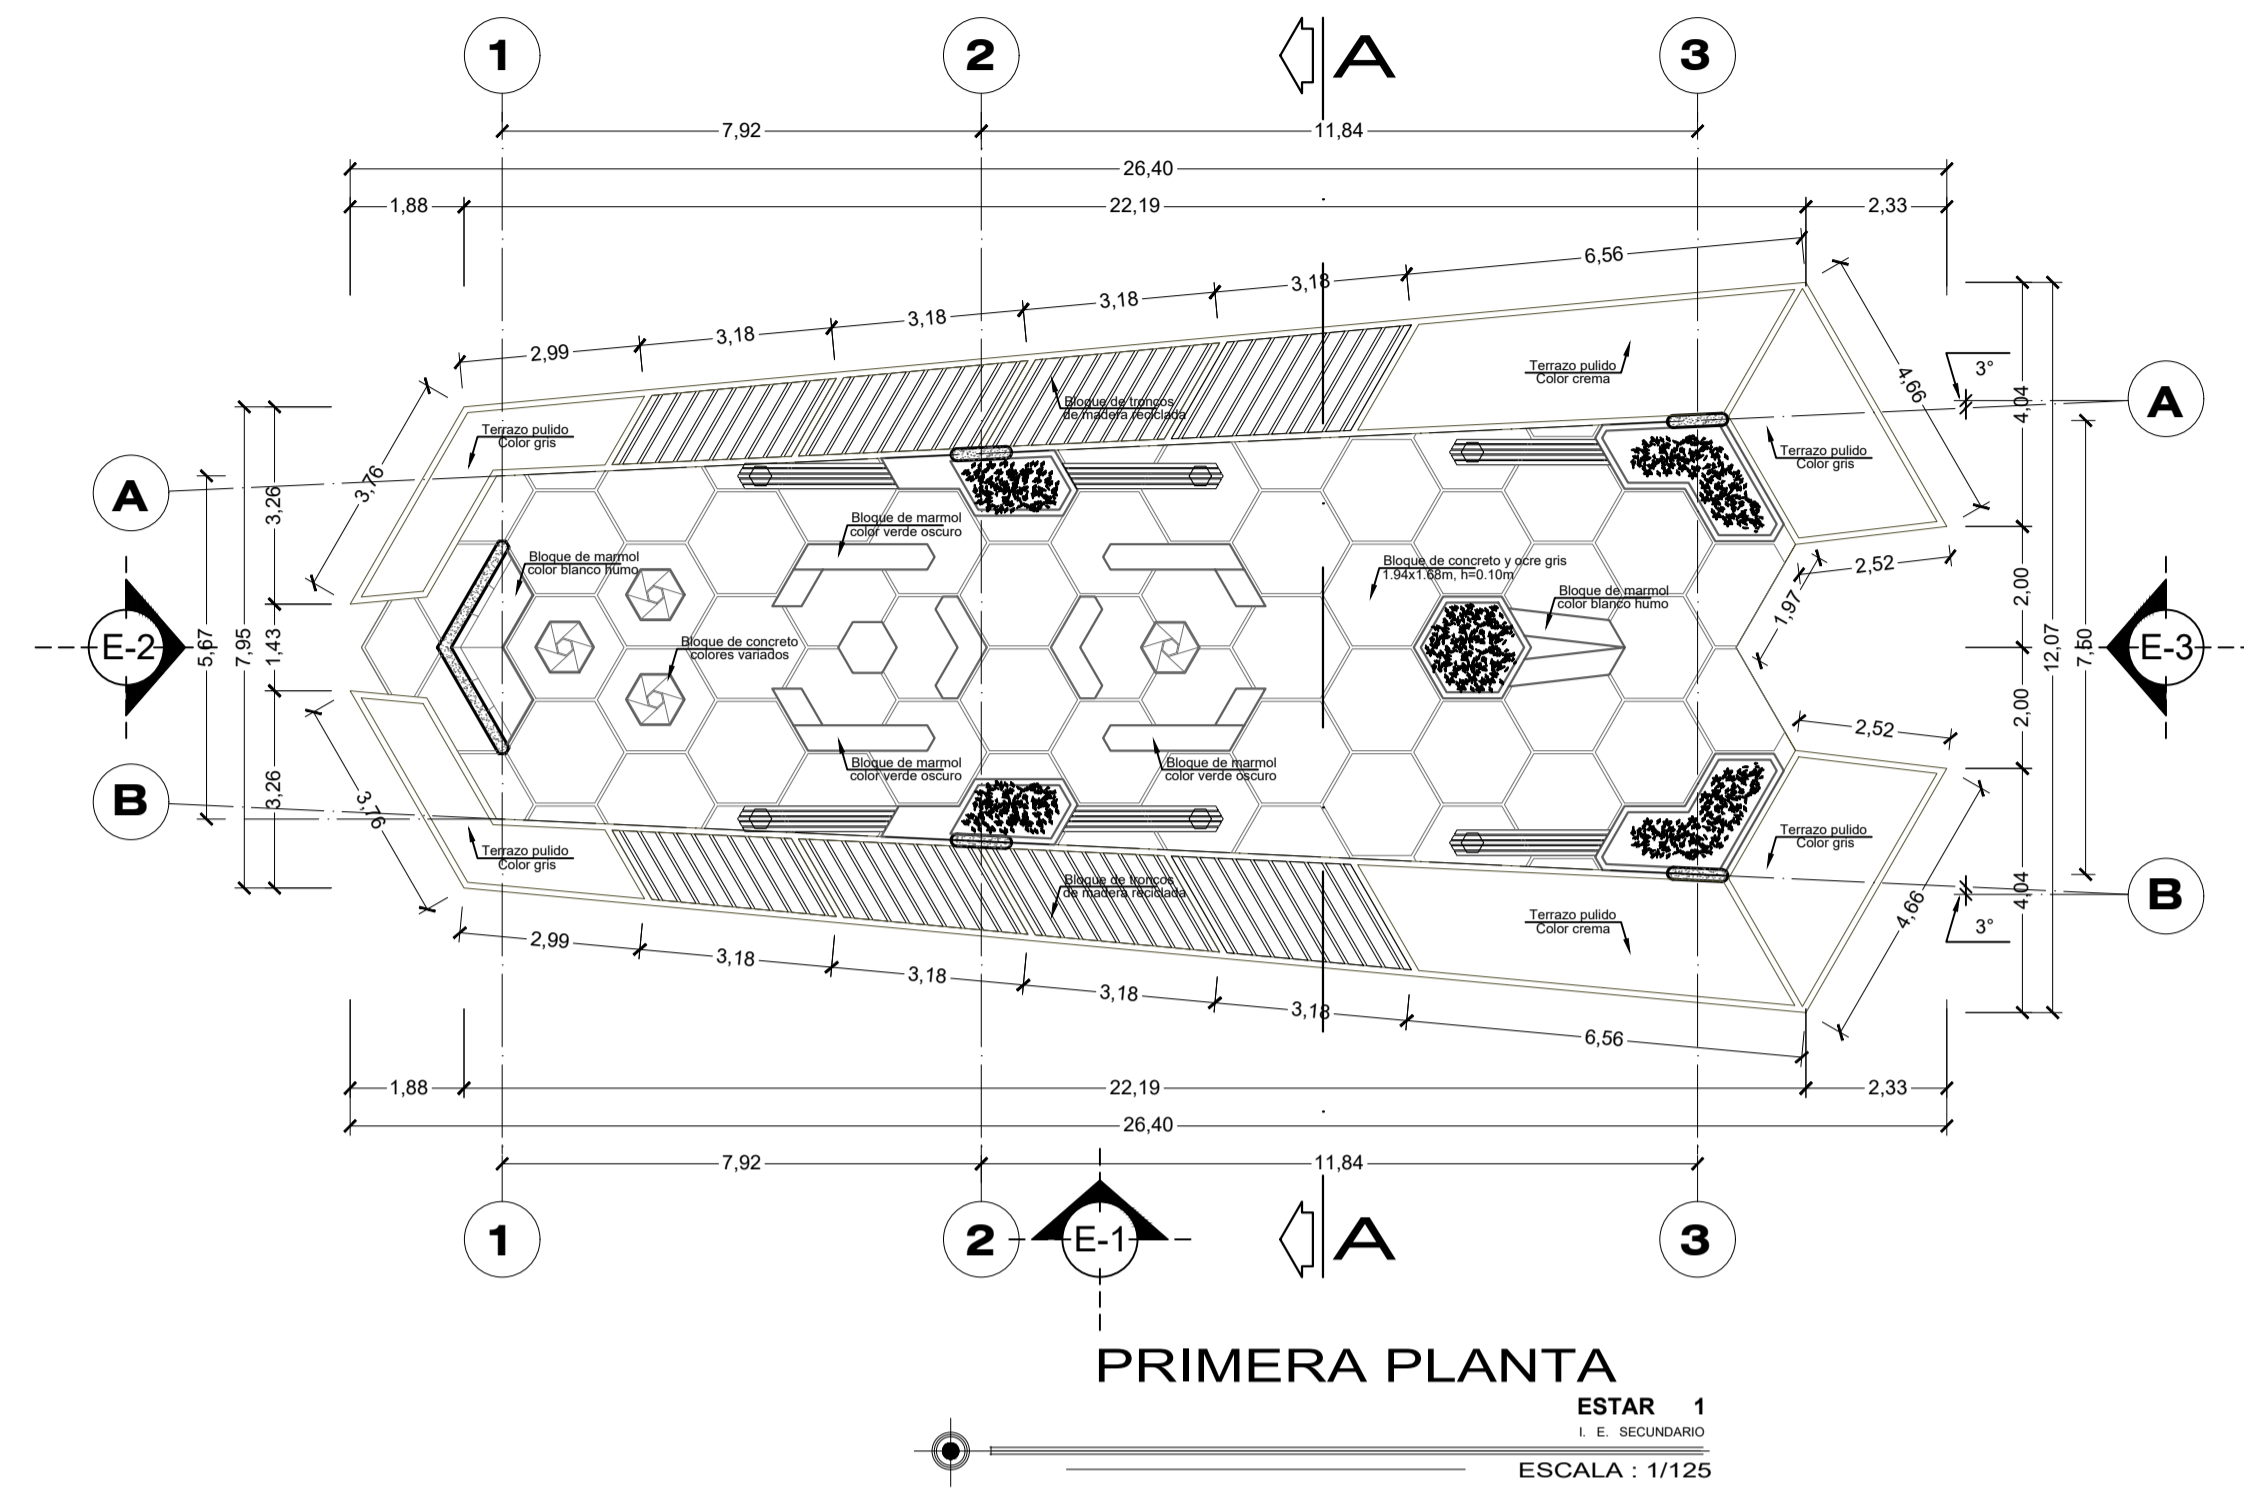 1
2
A
3
7,92
11,84
26,40
1,88
22,19
2,33
6,56
3,18
3,18
3,18
3,18
2,99
4,66
3°
4,04
A
Terrazo pulido
Color crema
Bloque de troncos
de madera reciclada
Terrazo pulido
Color gris
Terrazo pulido
Color gris
A
3,76
3,26
Bloque de marmol
color verde oscuro
Bloque de marmol
color blanco humo
Bloque de concreto y ocre gris
1.94x1.68m, h=0.10m
Bloque de marmol
color blanco humo
2,52
2,00
1,97
E-2
5,67
7,95
1,43
Bloque de concreto
colores variados
12,07
7,50
E-3
2,00
2,52
Bloque de marmol
color verde oscuro
Bloque de marmol
color verde oscuro
B
3,26
3,76
Terrazo pulido
Color gris
Terrazo pulido
Color gris
Bloque de troncos
de madera reciclada
Terrazo pulido
Color crema
4,04
4,66
B
3°
2,99
3,18
3,18
3,18
3,18
6,56
1,88
22,19
2,33
26,40
7,92
11,84
1
2
E-1
A
3
PRIMERA PLANTA
ESTAR 1
I. E. SECUNDARIO
ESCALA : 1/125